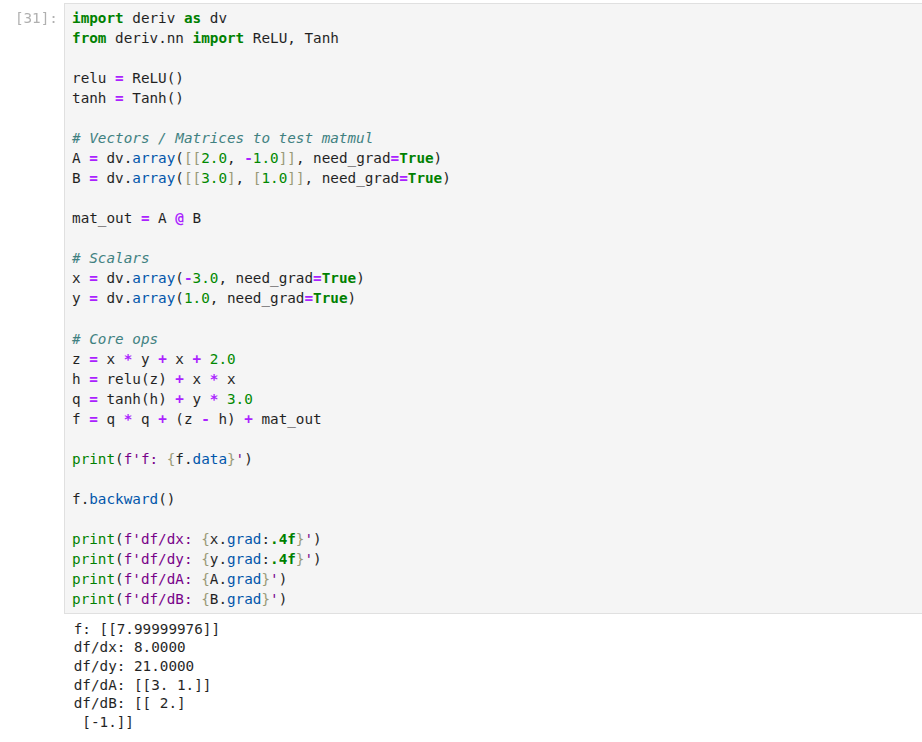 [31]:
import deriv as dv
from deriv.nn import ReLU, Tanh

relu = ReLU()
tanh = Tanh()

# Vectors / Matrices to test matmul
A = dv.array([[2.0, -1.0]], need_grad=True)
B = dv.array([[3.0], [1.0]], need_grad=True)

mat_out = A @ B

# Scalars
x = dv.array(-3.0, need_grad=True)
y = dv.array(1.0, need_grad=True)

# Core ops
z = x * y + x + 2.0
h = relu(z) + x * x
q = tanh(h) + y * 3.0
f = q * q + (z - h) + mat_out

print(f'f: {f.data}')

f.backward()

print(f'df/dx: {x.grad:.4f}')
print(f'df/dy: {y.grad:.4f}')
print(f'df/dA: {A.grad}')
print(f'df/dB: {B.grad}')
f: [[7.99999976]]
df/dx: 8.0000
df/dy: 21.0000
df/dA: [[3. 1.]]
df/dB: [[ 2.]
 [-1.]]